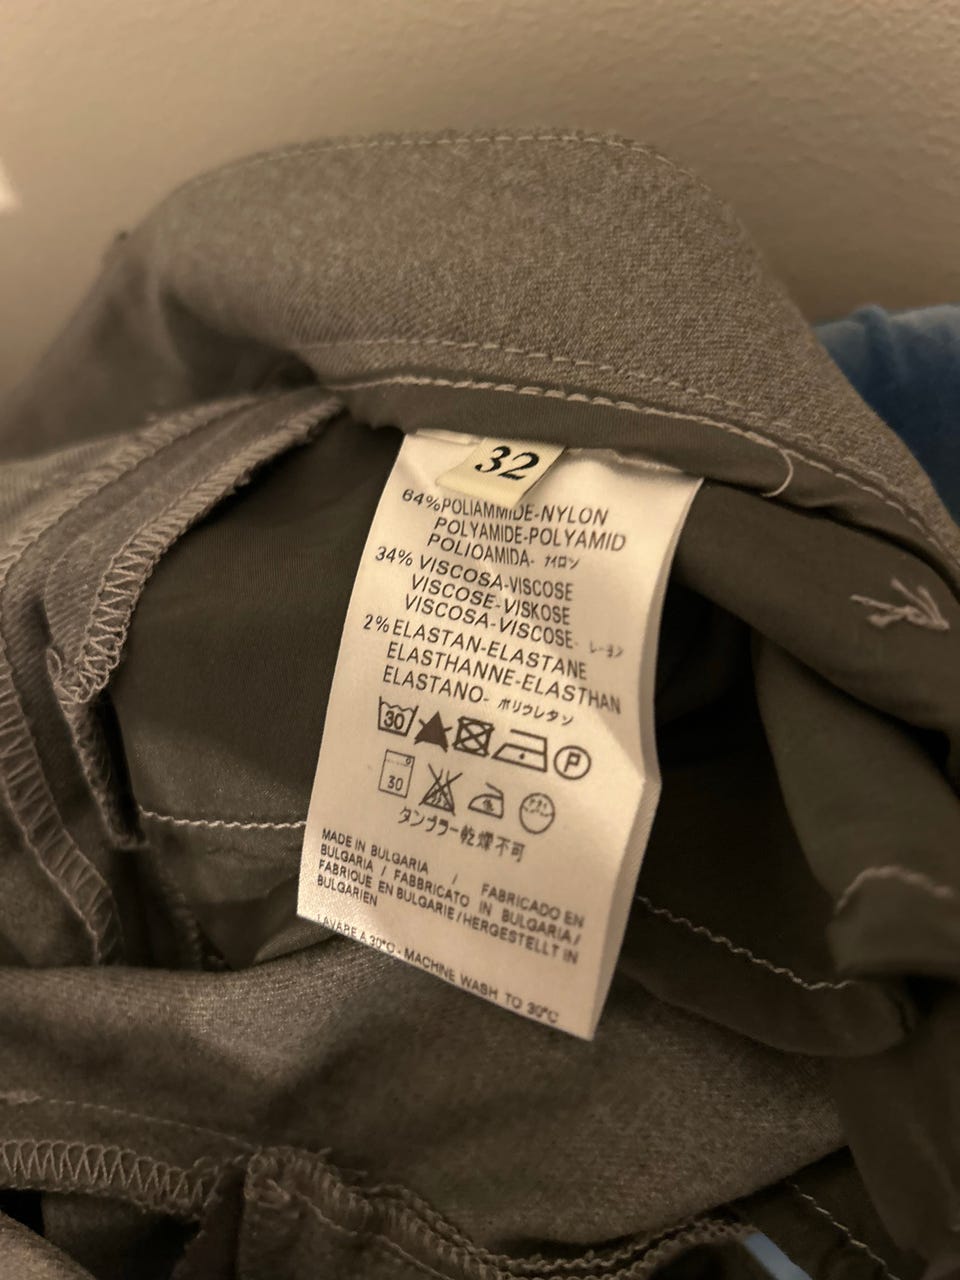 32
64% POLIAMMIDE-NYLON
POLYAMIDE-POLYAMID
POLIOAMIDA- ナイロン
34% VISCOSA-VISCOSE
VISCOSE-VISKOSE
VISCOSA-VISCOSE- レーヨン
2% ELASTAN-ELASTANE
ELASTHANNE-ELASTHAN
ELASTANO- ポリウレタン
30
P
30
タンブラー乾燥不可
MADE IN BULGARIA / FABRICADO EN
BULGARIA / FABBRICATO IN BULGARIA/
FABRIQUE EN BULGARIE/HERGESTELLT IN
BULGARIEN
LAVARE A 30°C - MACHINE WASH TO 30°C